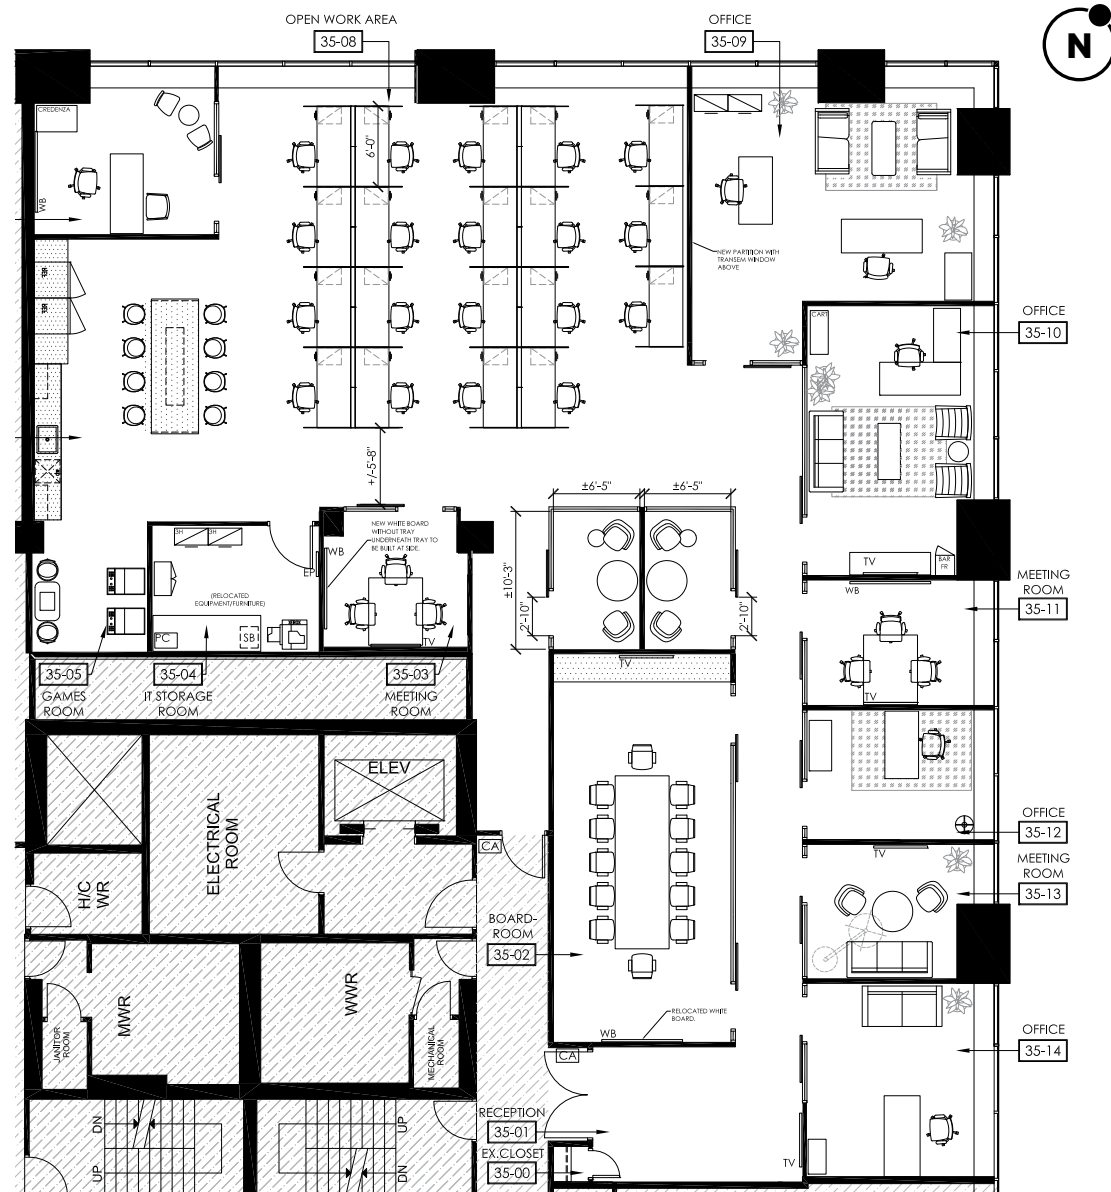 OPEN WORK AREA
35-08
OFFICE
35-09
N
CREDENZA
WB
6'-0"
NEW PARTITION WITH
TRANSEM WINDOW
ABOVE
OFFICE
35-10
CART
+/-5'-8"
±6'-5"
±6'-5"
NEW WHITE BOARD
WITHOUT TRAY
UNDERNEATH TRAY TO
BE BUILT AT SIDE.
WB
EP
±10'-3"
2'-10"
2'-10"
TV
BAR
FR
WB
MEETING
ROOM
35-11
(RELOCATED
EQUIPMENT/FURNITURE)
PC
SB
TV
TV
TV
35-05
GAMES
ROOM
35-04
IT STORAGE
ROOM
35-03
MEETING
ROOM
ELEV
ELECTRICAL
ROOM
CA
H/C
WR
OFFICE
35-12
TV
MEETING
ROOM
35-13
BOARD-
ROOM
35-02
MWR
WWR
JANITOR
ROOM
MECHANICAL
ROOM
RELOCATED WHITE
BOARD.
WB
CA
OFFICE
35-14
RECEPTION
35-01
EX.CLOSET
35-00
TV
DN
UP
UP
DN